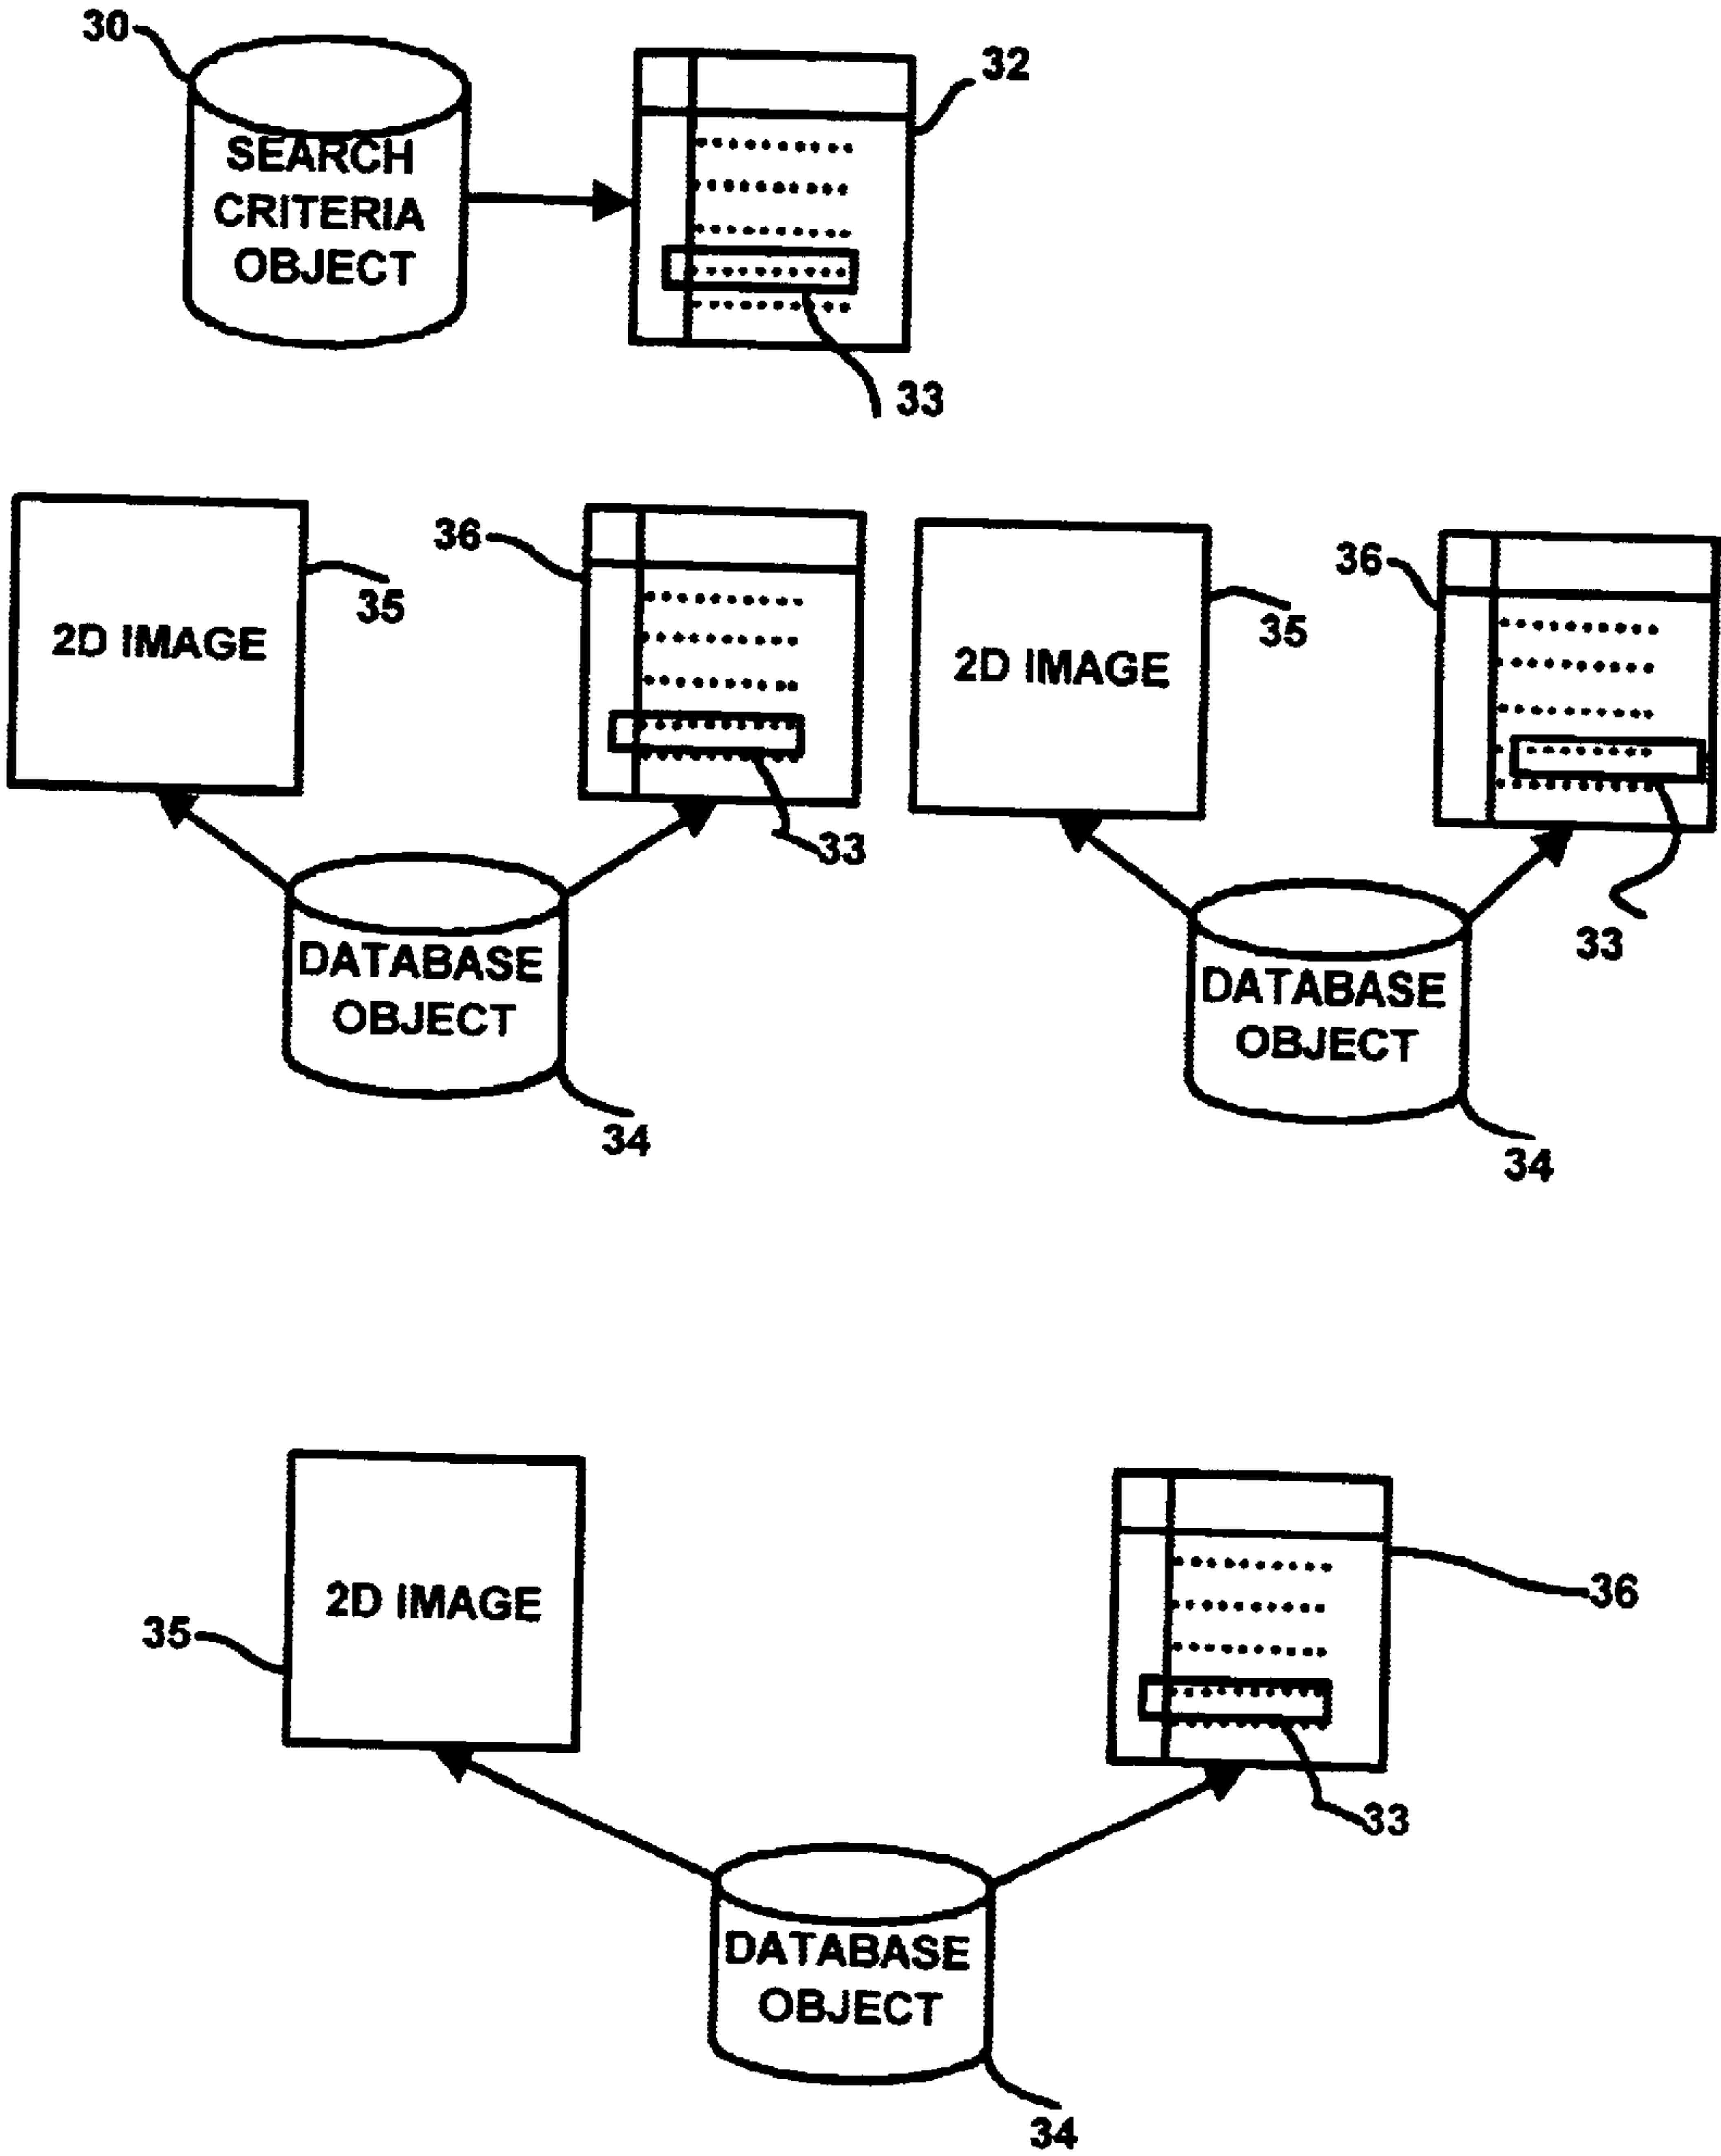 30
SEARCH
CRITERIA
OBJECT
32
33
2D IMAGE
35
36
33
DATABASE
OBJECT
34
2D IMAGE
35
36
33
DATABASE
OBJECT
34
2D IMAGE
35
36
33
DATABASE
OBJECT
34